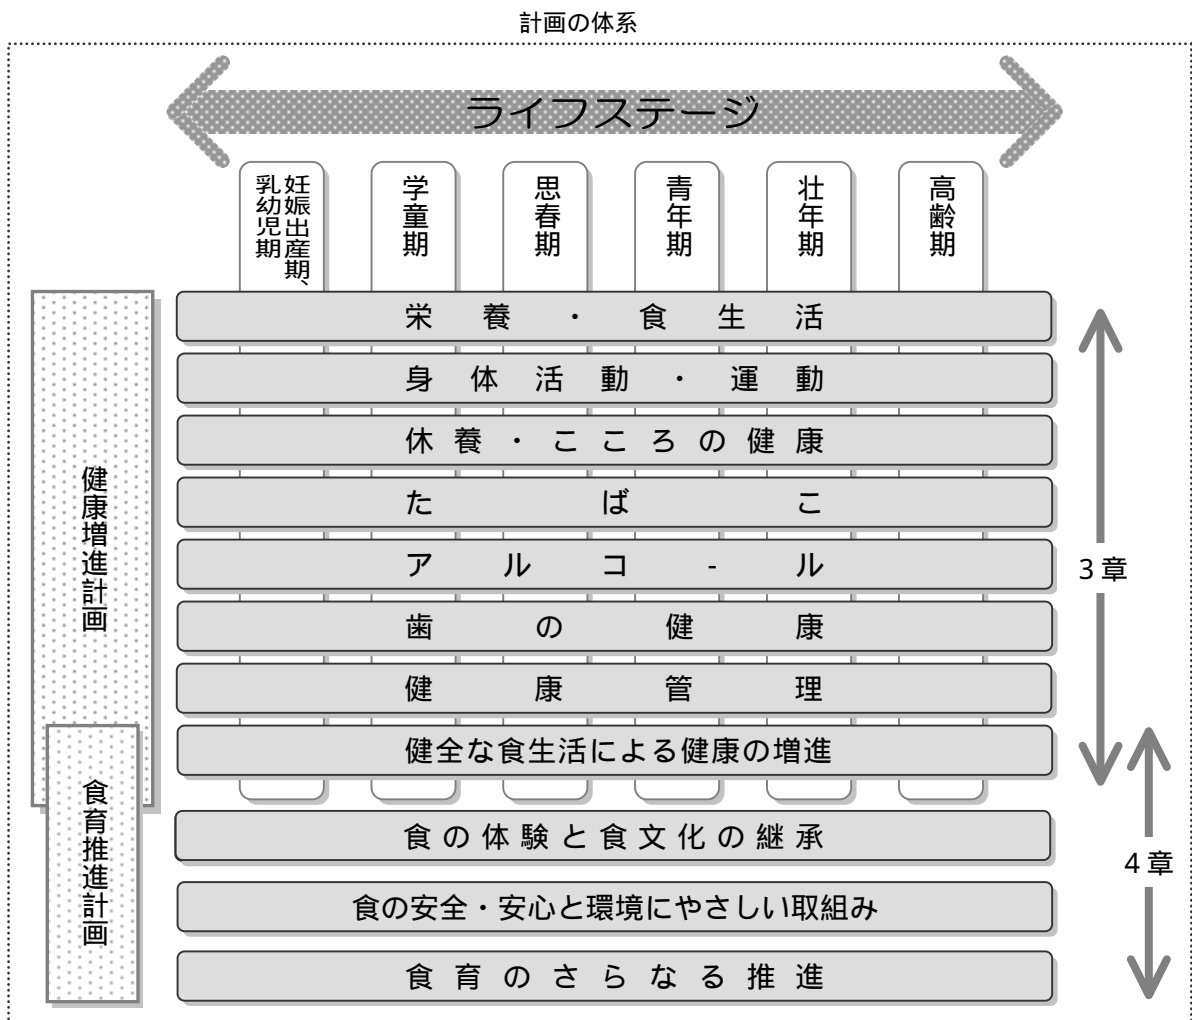 計画の体系
ライフステージ
妊娠出産期、
乳幼児期
学童期
思春期
青年期
壮年期
高齢期
健康増進計画
栄養・食生活
身体活動・運動
休養・こころの健康
たばこ
アルコ-ル
歯の健康
健康管理
健全な食生活による健康の増進
3章
食育推進計画
食の体験と食文化の継承
食の安全・安心と環境にやさしい取組み
食育のさらなる推進
4章